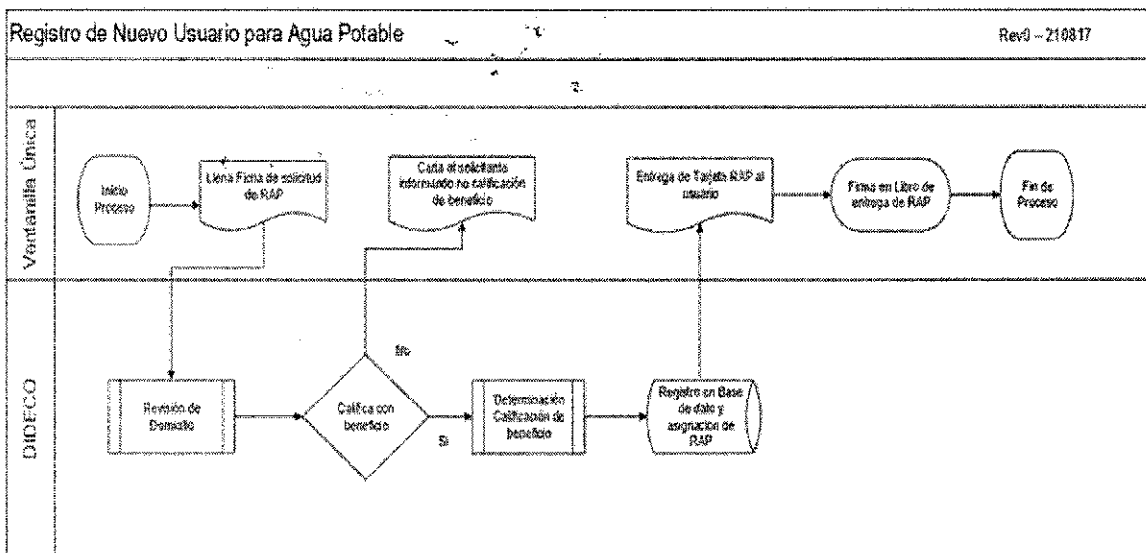 Registro de Nuevo Usuario para Agua Potable
Rev0 – 210817
Ventanilla Única
Inicio
Proceso
Llena Ficha de solicitud
de RAP
Carta al solicitante
informando no calificación
de beneficio
Entrega de Tarjeta RAP al
usuario
Firma en Libro de
entrega de RAP
Fin de
Proceso
DIDECO
Revisión de
Domicilio
Califica con
beneficio
No
Si
Determinación
Calificación de
beneficio
Registro en Base
de dato y
asignación de
RAP